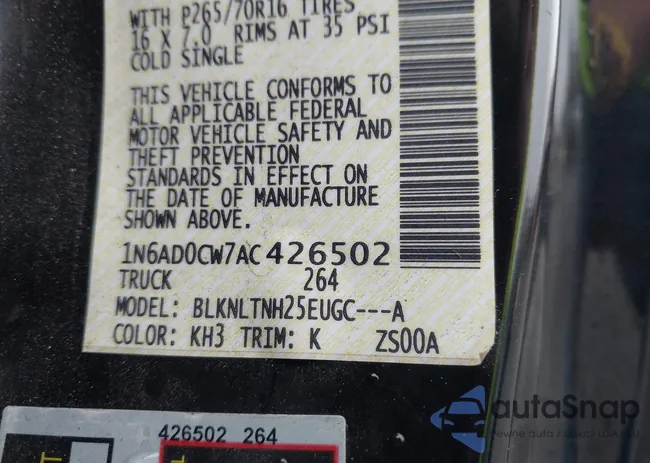 WITH P265/70R16 TIRES
16 X 7.0 RIMS AT 35 PSI
COLD SINGLE
THIS VEHICLE CONFORMS TO
ALL APPLICABLE FEDERAL
MOTOR VEHICLE SAFETY AND
THEFT PREVENTION
STANDARDS IN EFFECT ON
THE DATE OF MANUFACTURE
SHOWN ABOVE.
1N6AD0CW7AC426502
TRUCK 264
MODEL: BLKNLTNH25EUGC---A
COLOR: KH3 TRIM: K ZS00A
426502 264
autaSnap